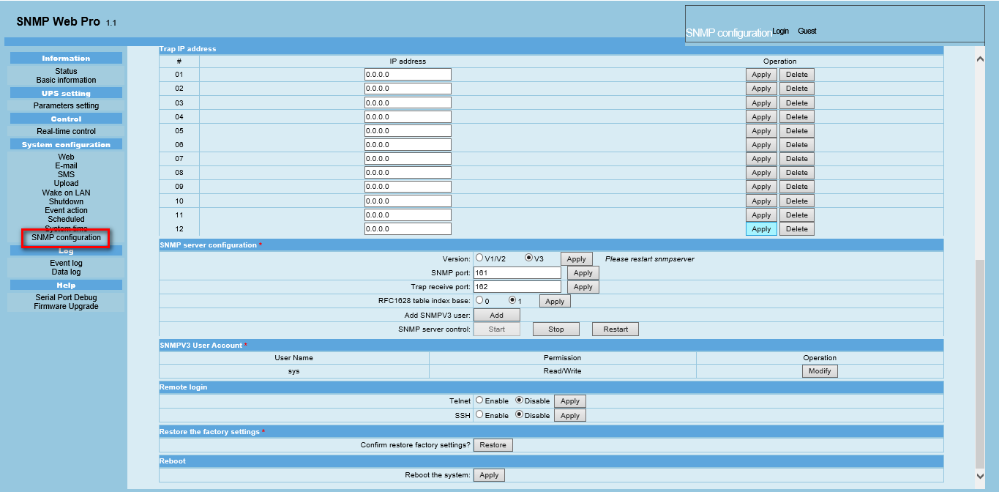 SNMP Web Pro 1.1
SNMP configuration Login Guest
Information
Status
Basic information
UPS setting
Parameters setting
Control
Real-time control
System configuration
Web
E-mail
SMS
Upload
Wake on LAN
Shutdown
Event action
Scheduled
System time
SNMP configuration
Log
Event log
Data log
Help
Serial Port Debug
Firmware Upgrade
Trap IP address
# IP address Operation
01 0.0.0.0 Apply Delete
02 0.0.0.0 Apply Delete
03 0.0.0.0 Apply Delete
04 0.0.0.0 Apply Delete
05 0.0.0.0 Apply Delete
06 0.0.0.0 Apply Delete
07 0.0.0.0 Apply Delete
08 0.0.0.0 Apply Delete
09 0.0.0.0 Apply Delete
10 0.0.0.0 Apply Delete
11 0.0.0.0 Apply Delete
12 0.0.0.0 Apply Delete
SNMP server configuration *
Version: V1/V2 V3 Apply Please restart snmpserver
SNMP port: 161 Apply
Trap receive port: 162 Apply
RFC1628 table index base: 0 1 Apply
Add SNMPV3 user: Add
SNMP server control: Start Stop Restart
SNMPV3 User Account *
User Name Permission Operation
sys Read/Write Modify
Remote login
Telnet Enable Disable Apply
SSH Enable Disable Apply
Restore the factory settings *
Confirm restore factory settings? Restore
Reboot
Reboot the system: Apply